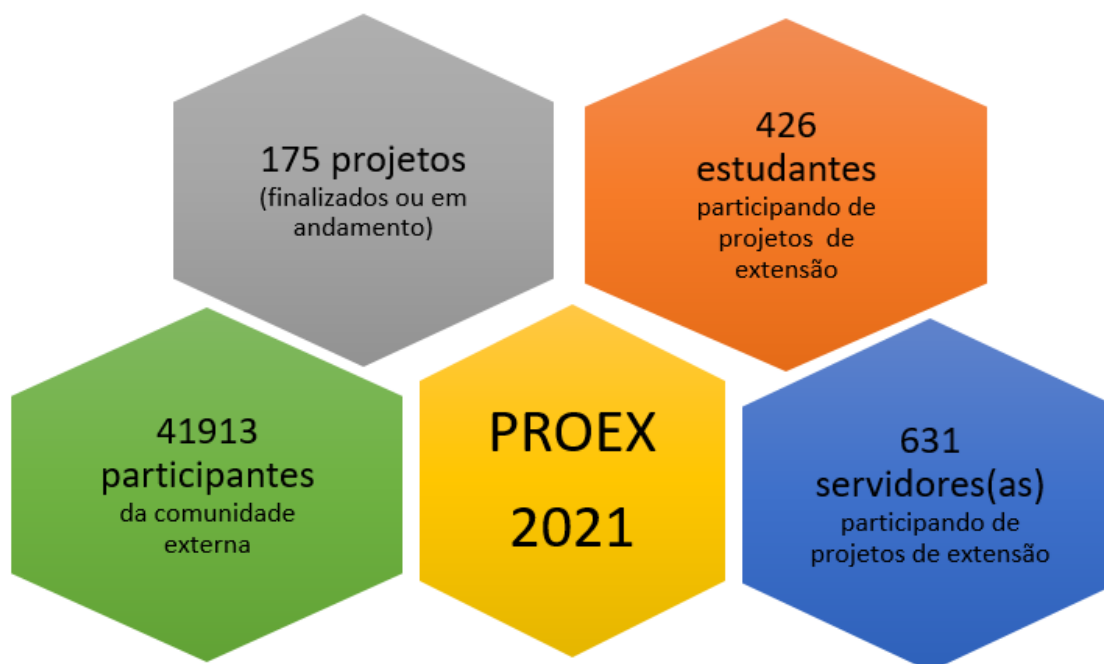 175 projetos
(finalizados ou em
andamento)
426
estudantes
participando de
projetos de
extensão
41913
participantes
da comunidade
externa
PROEX
2021
631
servidores(as)
participando de
projetos de extensão